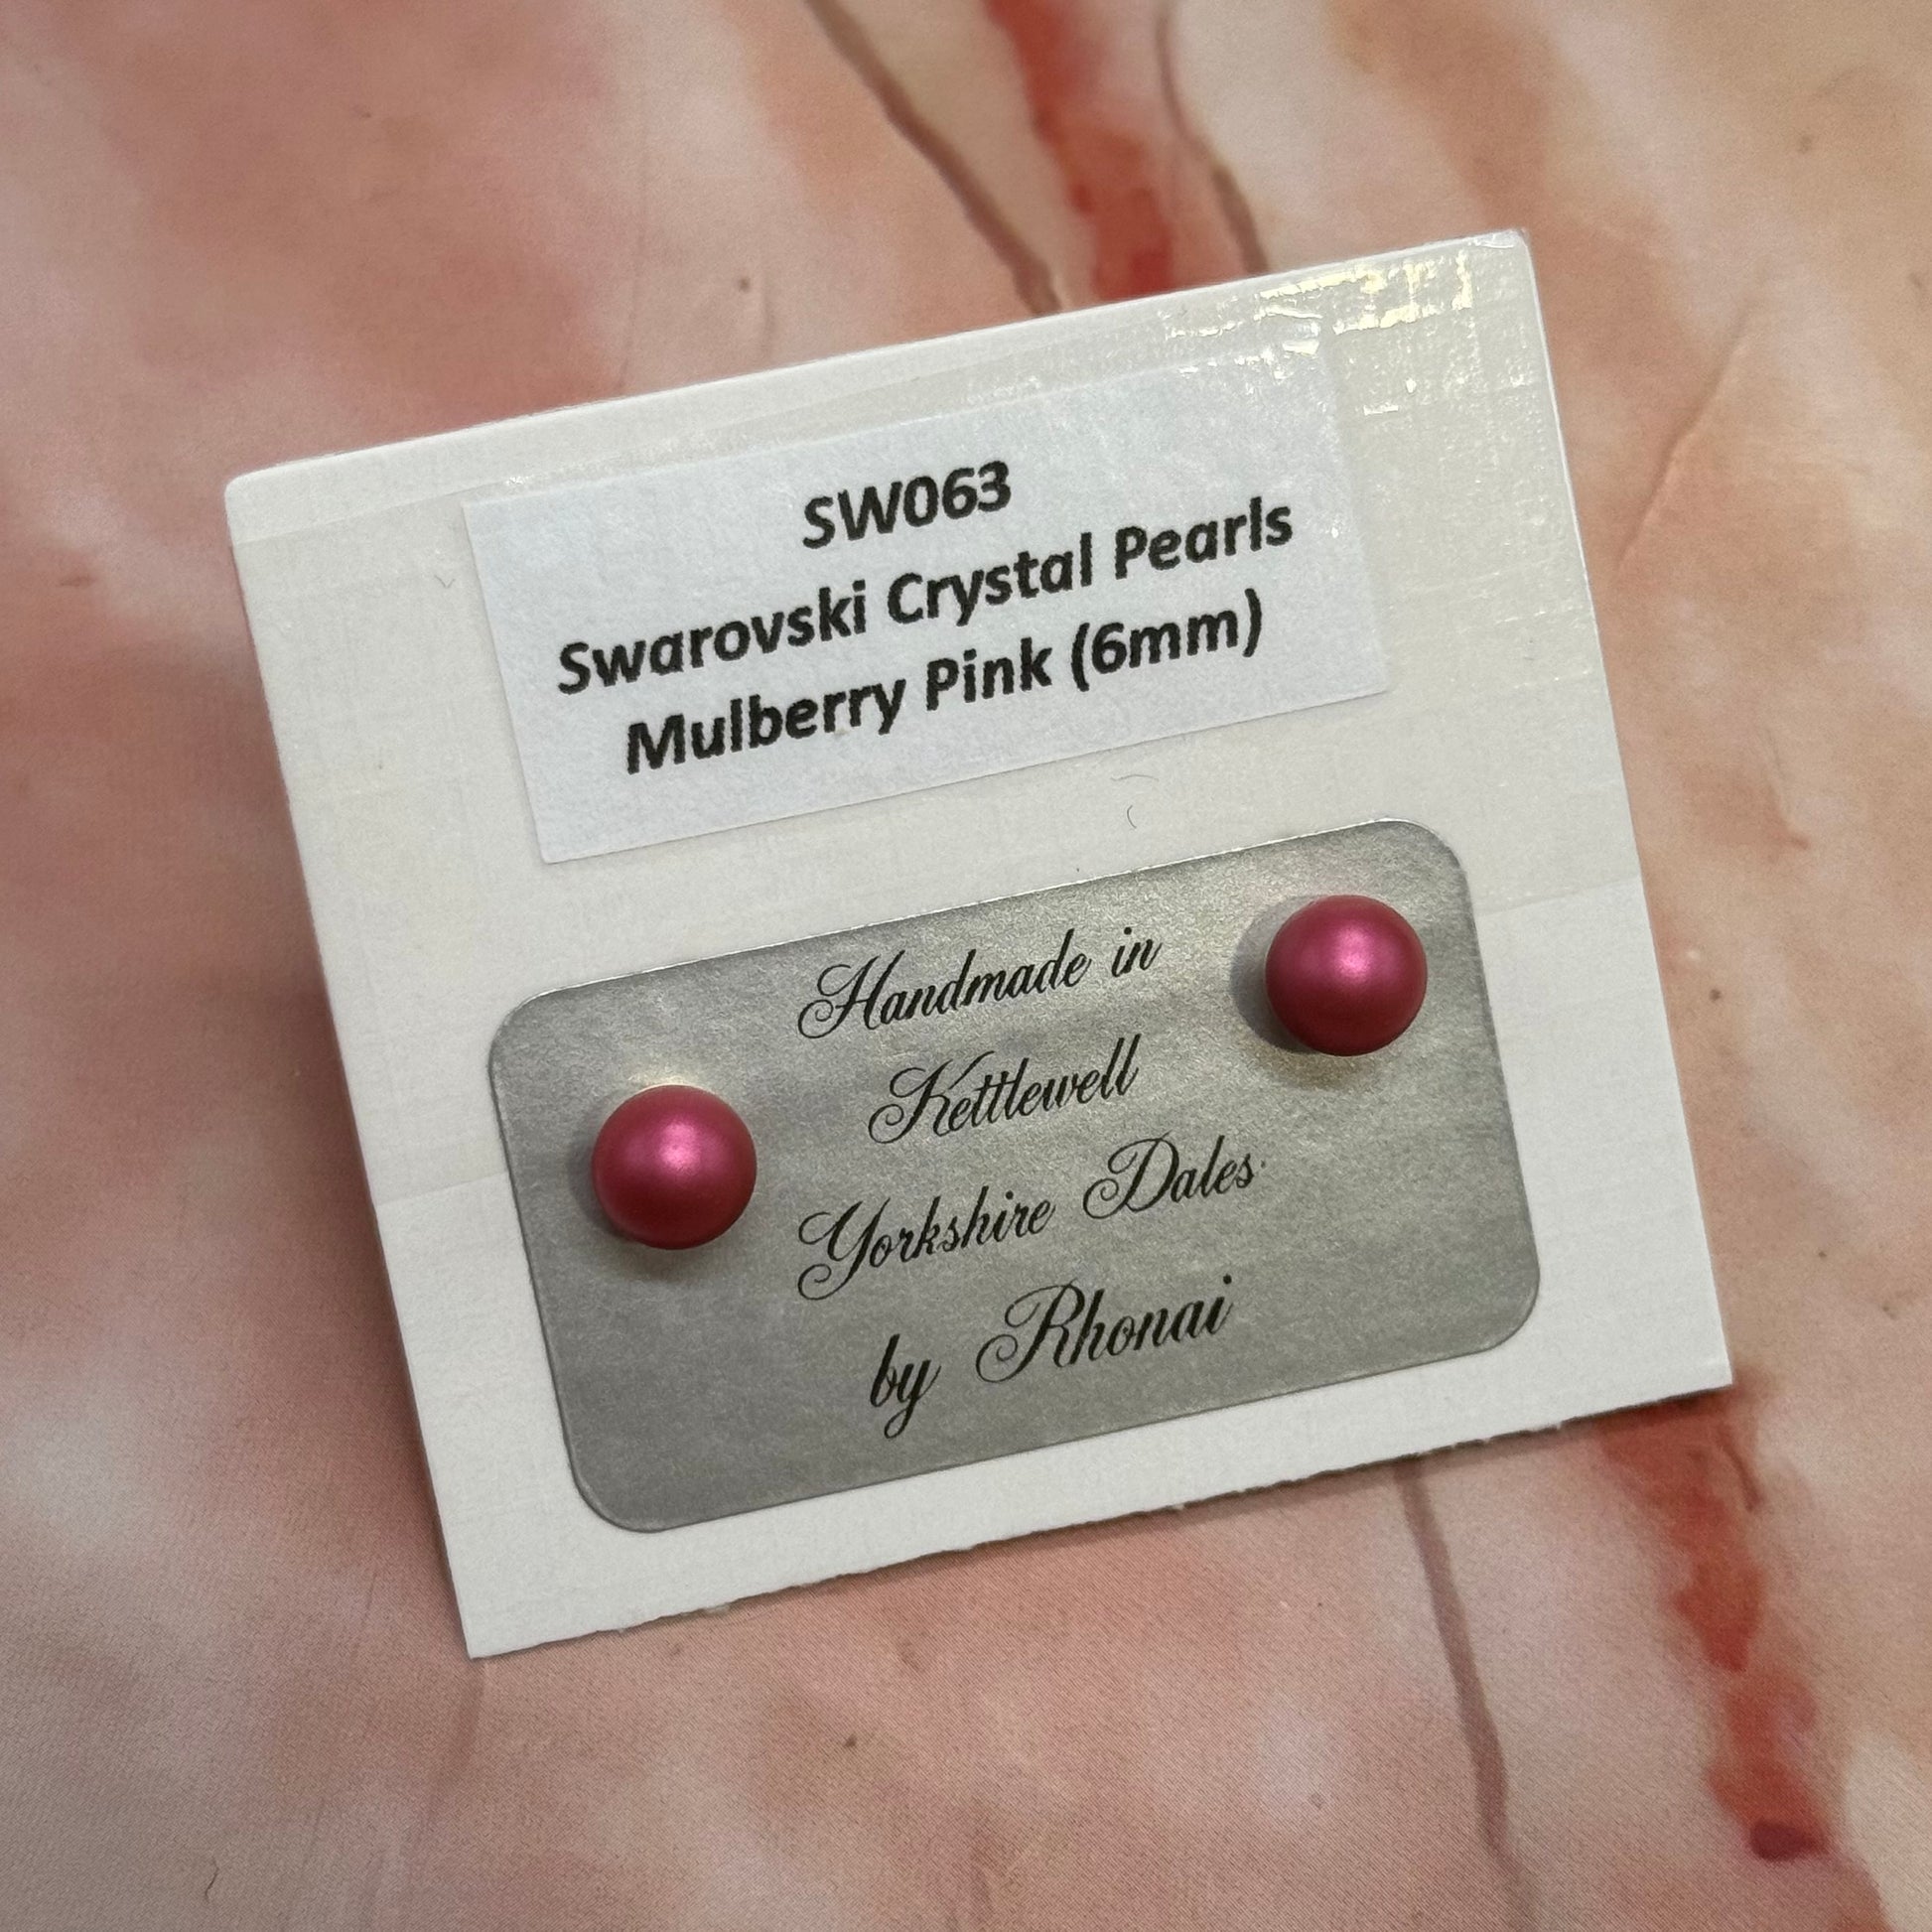 SW063
Swarovski Crystal Pearls
Mulberry Pink (6mm)
Handmade in
Kettlewell
Yorkshire Dales
by Rhonai